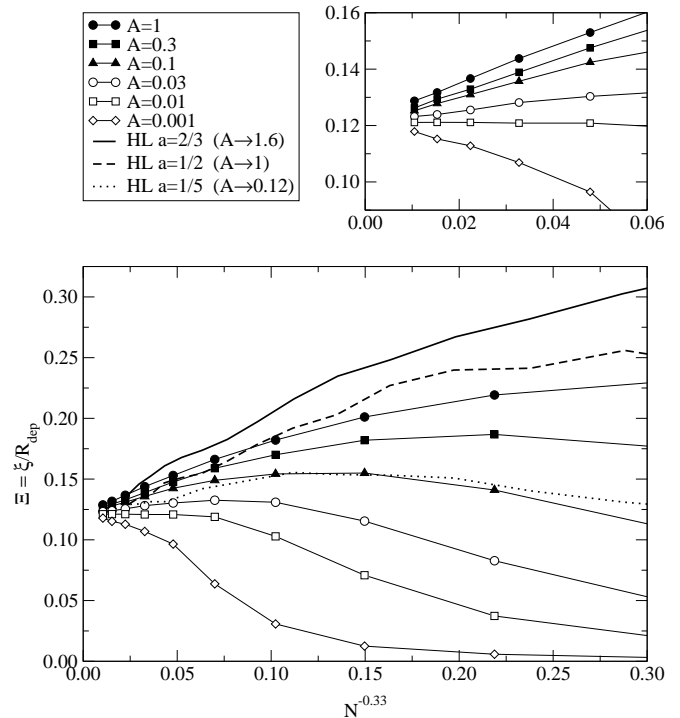 A=1
A=0.3
A=0.1
A=0.03
A=0.01
A=0.001
HL a=2/3 (A→1.6)
HL a=1/2 (A→1)
HL a=1/5 (A→0.12)
0.16
0.14
0.12
0.10
0.00 0.02 0.04 0.06
0.30
0.25
0.20
0.15
0.10
0.05
0.00
Ξ = ξ/R_dep
0.00 0.05 0.10 0.15 0.20 0.25 0.30
N^-0.33